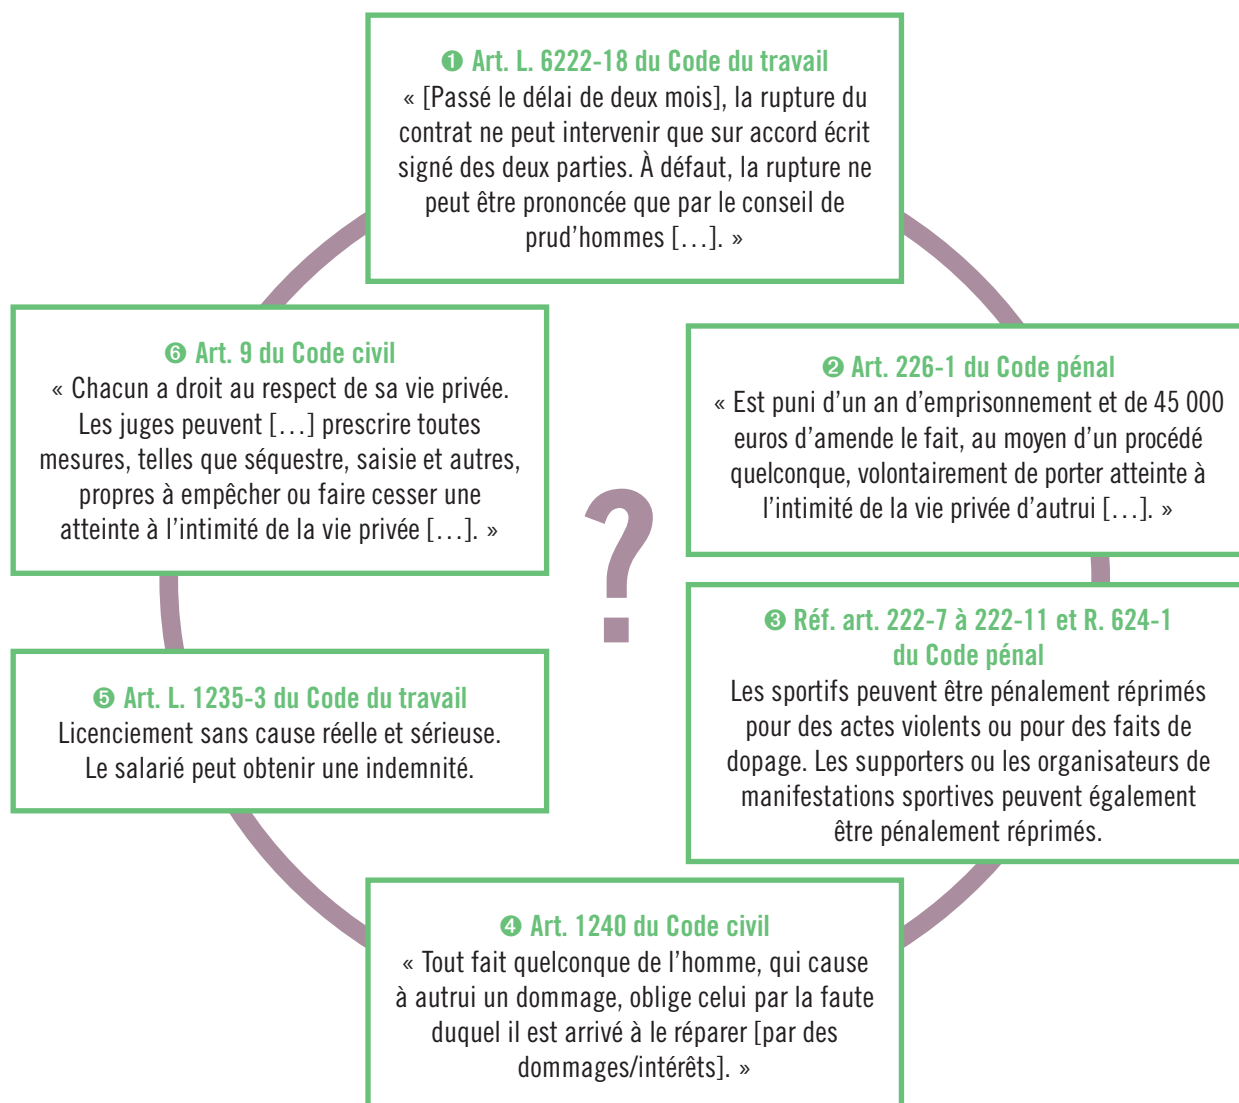 ❶ Art. L. 6222-18 du Code du travail
« [Passé le délai de deux mois], la rupture du
contrat ne peut intervenir que sur accord écrit
signé des deux parties. À défaut, la rupture ne
peut être prononcée que par le conseil de
prud’hommes […]. »
❷ Art. 226-1 du Code pénal
« Est puni d’un an d’emprisonnement et de 45 000
euros d’amende le fait, au moyen d’un procédé
quelconque, volontairement de porter atteinte à
l’intimité de la vie privée d’autrui […]. »
❸ Réf. art. 222-7 à 222-11 et R. 624-1
du Code pénal
Les sportifs peuvent être pénalement réprimés
pour des actes violents ou pour des faits de
dopage. Les supporters ou les organisateurs de
manifestations sportives peuvent également
être pénalement réprimés.
❹ Art. 1240 du Code civil
« Tout fait quelconque de l’homme, qui cause
à autrui un dommage, oblige celui par la faute
duquel il est arrivé à le réparer [par des
dommages/intérêts]. »
❺ Art. L. 1235-3 du Code du travail
Licenciement sans cause réelle et sérieuse.
Le salarié peut obtenir une indemnité.
❻ Art. 9 du Code civil
« Chacun a droit au respect de sa vie privée.
Les juges peuvent […] prescrire toutes
mesures, telles que séquestre, saisie et autres,
propres à empêcher ou faire cesser une
atteinte à l’intimité de la vie privée […]. »
?